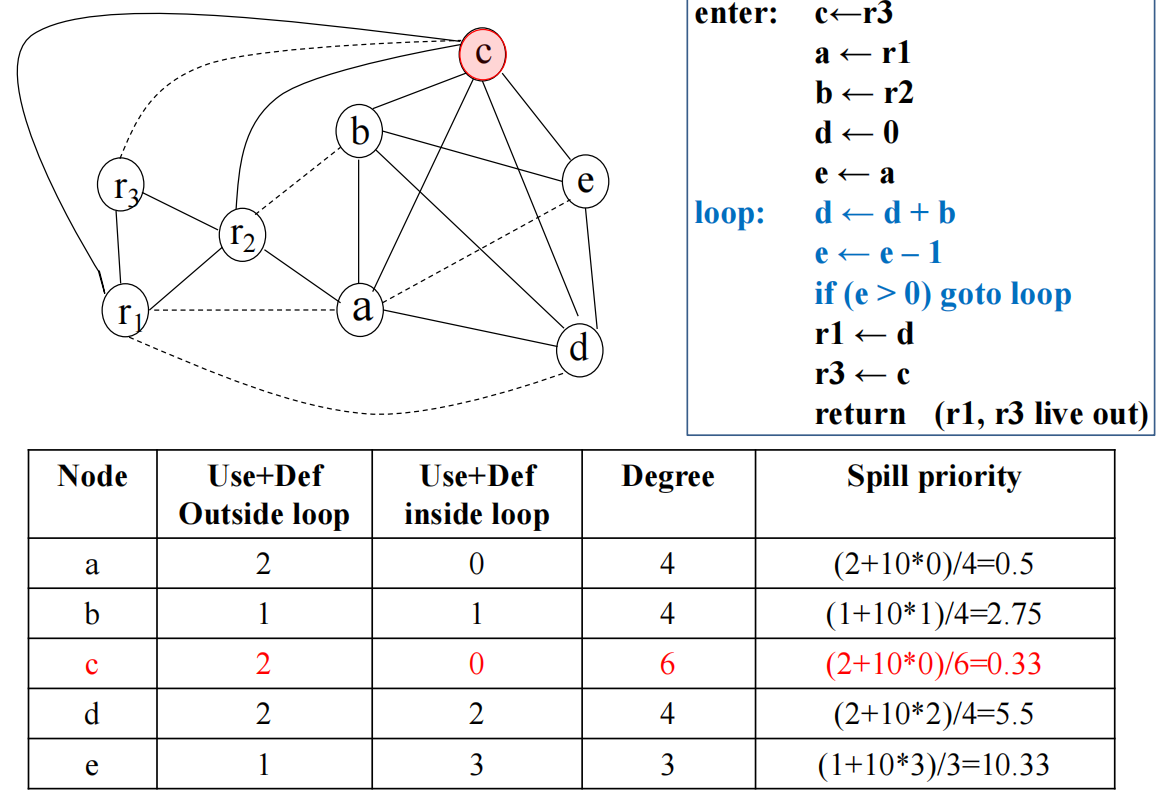 c
b
e
r3
r2
a
r1
d
enter: c←r3
a ← r1
b ← r2
d ← 0
e ← a
loop: d ← d + b
e ← e – 1
if (e > 0) goto loop
r1 ← d
r3 ← c
return (r1, r3 live out)
Node Use+Def Outside loop Use+Def inside loop Degree Spill priority
a 2 0 4 (2+10*0)/4=0.5
b 1 1 4 (1+10*1)/4=2.75
c 2 0 6 (2+10*0)/6=0.33
d 2 2 4 (2+10*2)/4=5.5
e 1 3 3 (1+10*3)/3=10.33